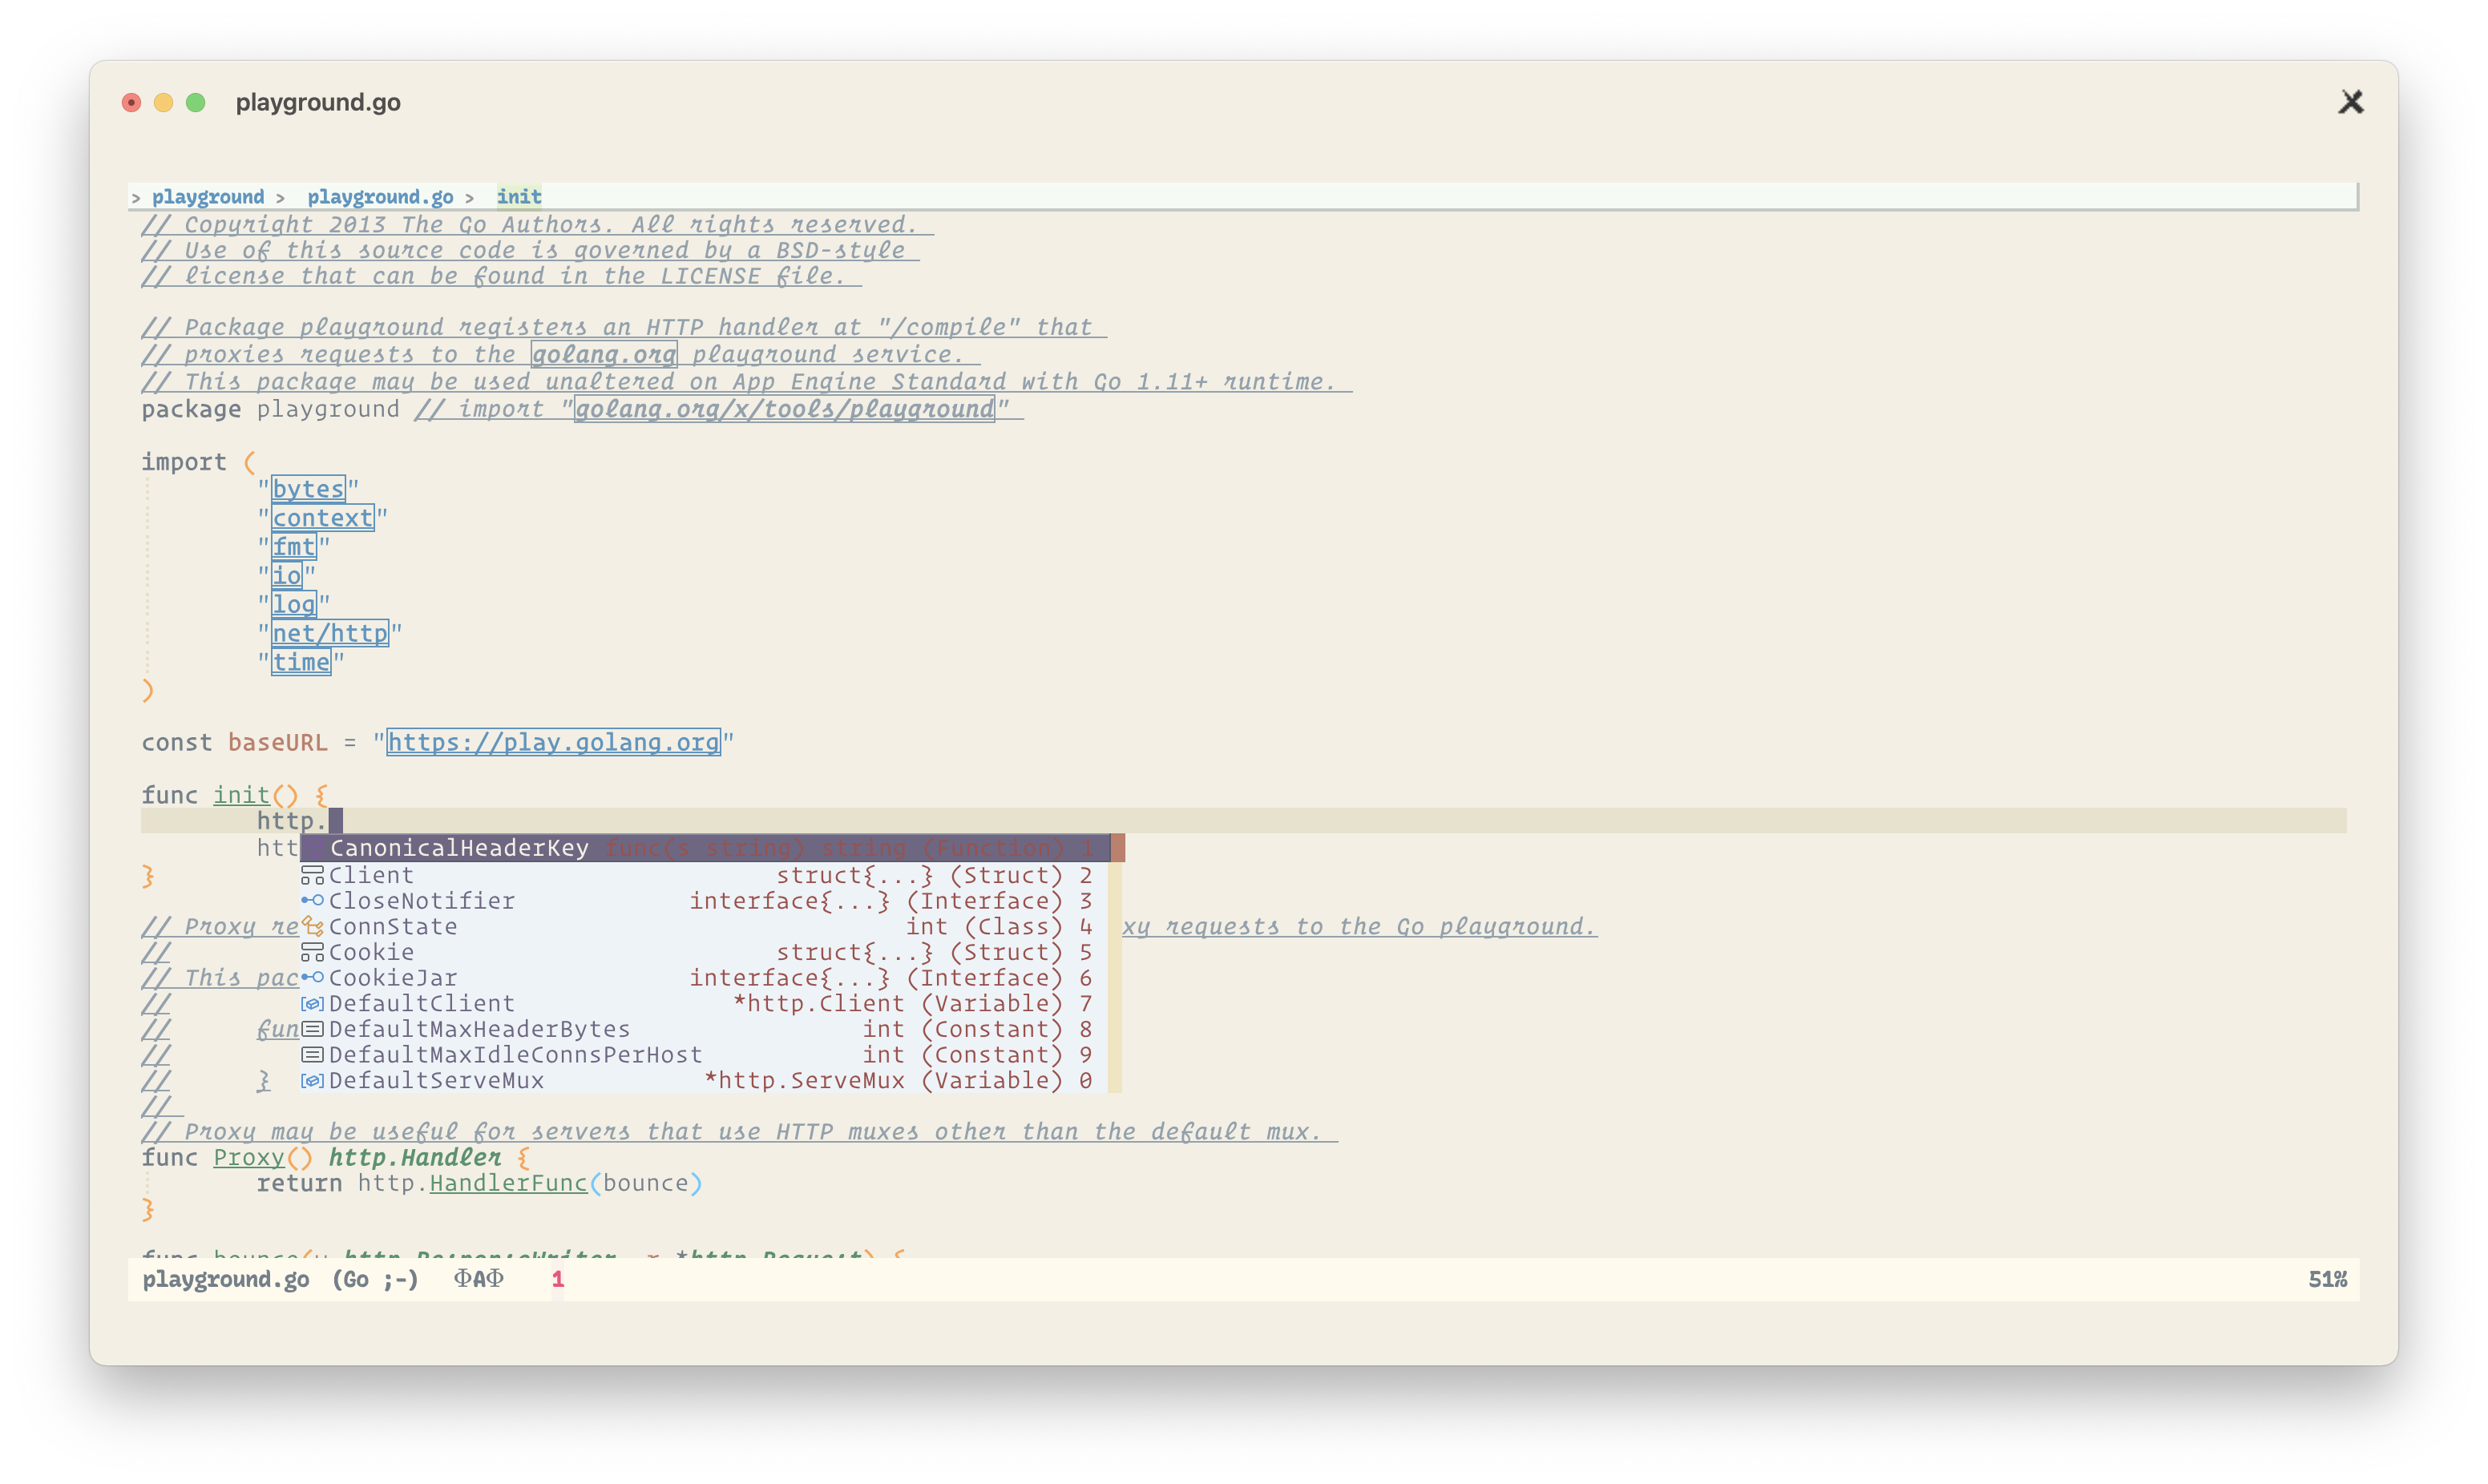 playground.go
> playground > playground.go > init
// Copyright 2013 The Go Authors. All rights reserved.
// Use of this source code is governed by a BSD-style
// license that can be found in the LICENSE file.
// Package playground registers an HTTP handler at "/compile" that
// proxies requests to the golang.org playground service.
// This package may be used unaltered on App Engine Standard with Go 1.11+ runtime.
package playground // import "golang.org/x/tools/playground"
import (
"bytes"
"context"
"fmt"
"io"
"log"
"net/http"
"time"
)
const baseURL = "https://play.golang.org"
func init() {
http.
htt CanonicalHeaderKey func(s string) string (Function) 1
} Client struct{...} (Struct) 2
CloseNotifier interface{...} (Interface) 3
// Proxy re ConnState int (Class) 4 xy requests to the Go playground.
// Cookie struct{...} (Struct) 5
// This pac CookieJar interface{...} (Interface) 6
// DefaultClient *http.Client (Variable) 7
// fun DefaultMaxHeaderBytes int (Constant) 8
// DefaultMaxIdleConnsPerHost int (Constant) 9
// } DefaultServeMux *http.ServeMux (Variable) 0
//
// Proxy may be useful for servers that use HTTP muxes other than the default mux.
func Proxy() http.Handler {
return http.HandlerFunc(bounce)
}
func bounce(w http.ResponseWriter, r *http.Request) {
playground.go (Go ;-) ΦAΦ 1 51%